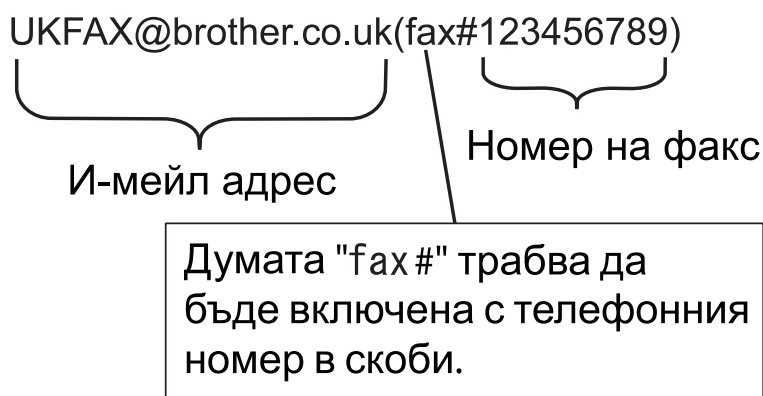 UKFAX@brother.co.uk(fax#123456789)
Номер на факс
И-мейл адрес
Думата "fax#" трабва да
бъде включена с телефонния
номер в скоби.